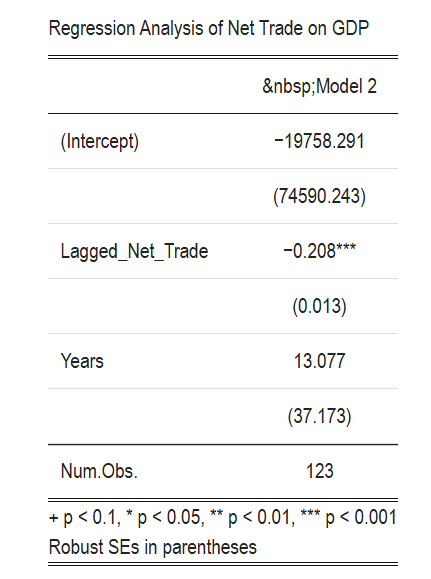 Regression Analysis of Net Trade on GDP
&nbsp;Model 2
(Intercept) −19758.291
(74590.243)
Lagged_Net_Trade −0.208***
(0.013)
Years 13.077
(37.173)
Num.Obs. 123
+ p < 0.1, * p < 0.05, ** p < 0.01, *** p < 0.001
Robust SEs in parentheses